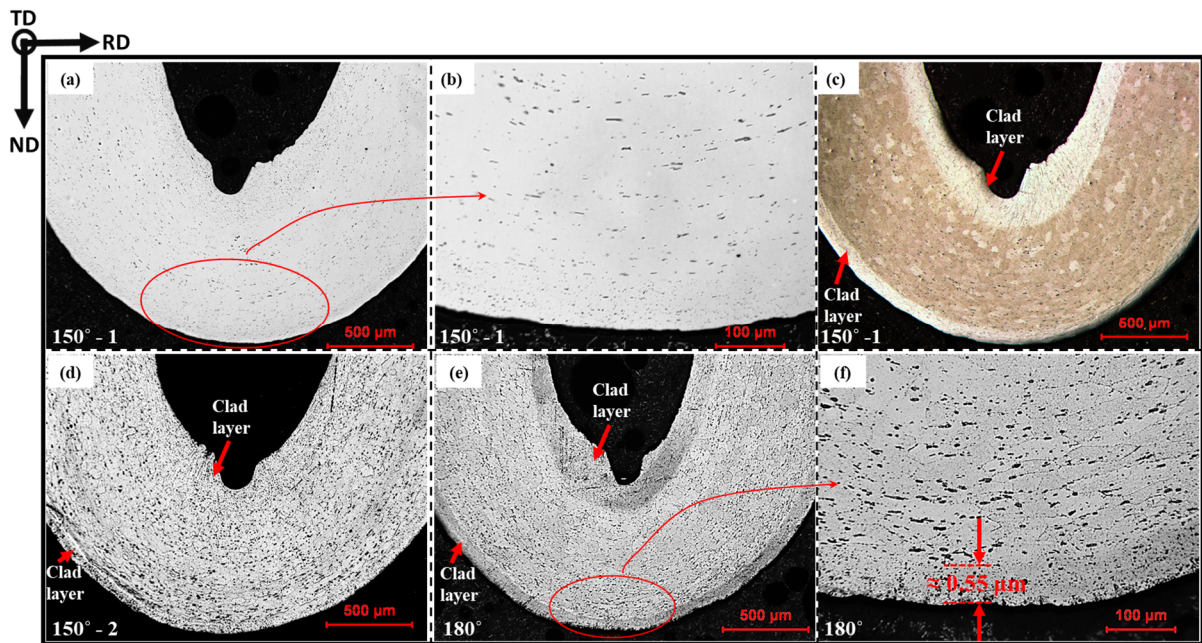 TD
RD
ND
(a)
150° - 1
500 µm
(b)
150° - 1
100 µm
(c)
Clad
layer
Clad
layer
150° -1
500 µm
(d)
Clad
layer
Clad
layer
150° - 2
500 µm
(e)
Clad
layer
Clad
layer
180°
500 µm
(f)
≈ 0.55 µm
180°
100 µm